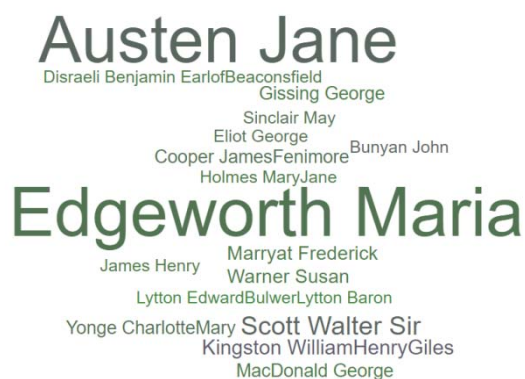 Austen Jane
Disraeli Benjamin EarlofBeaconsfield
Gissing George
Sinclair May
Eliot George
Bunyan John
Cooper JamesFenimore
Holmes MaryJane
Edgeworth Maria
Marryat Frederick
James Henry
Warner Susan
Lytton EdwardBulwerLytton Baron
Yonge CharlotteMary Scott Walter Sir
Kingston WilliamHenryGiles
MacDonald George